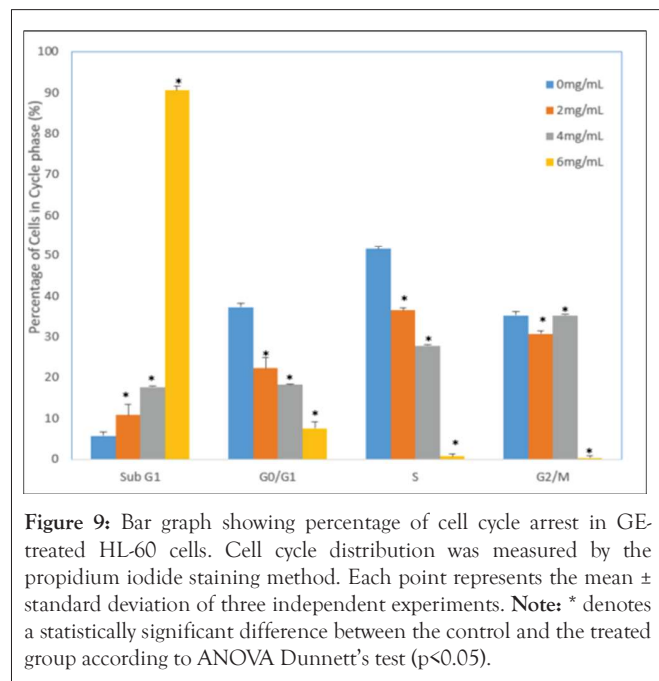 100
90
80
70
60
50
40
30
20
10
0
Percentage of Cells in Cycle phase (%)
0mg/mL
2mg/mL
4mg/mL
6mg/mL
*
* * *
* * *
* * *
* * *
Sub G1 G0/G1 S G2/M
Figure 9: Bar graph showing percentage of cell cycle arrest in GE-
treated HL-60 cells. Cell cycle distribution was measured by the
propidium iodide staining method. Each point represents the mean ±
standard deviation of three independent experiments. Note: * denotes
a statistically significant difference between the control and the treated
group according to ANOVA Dunnett’s test (p<0.05).